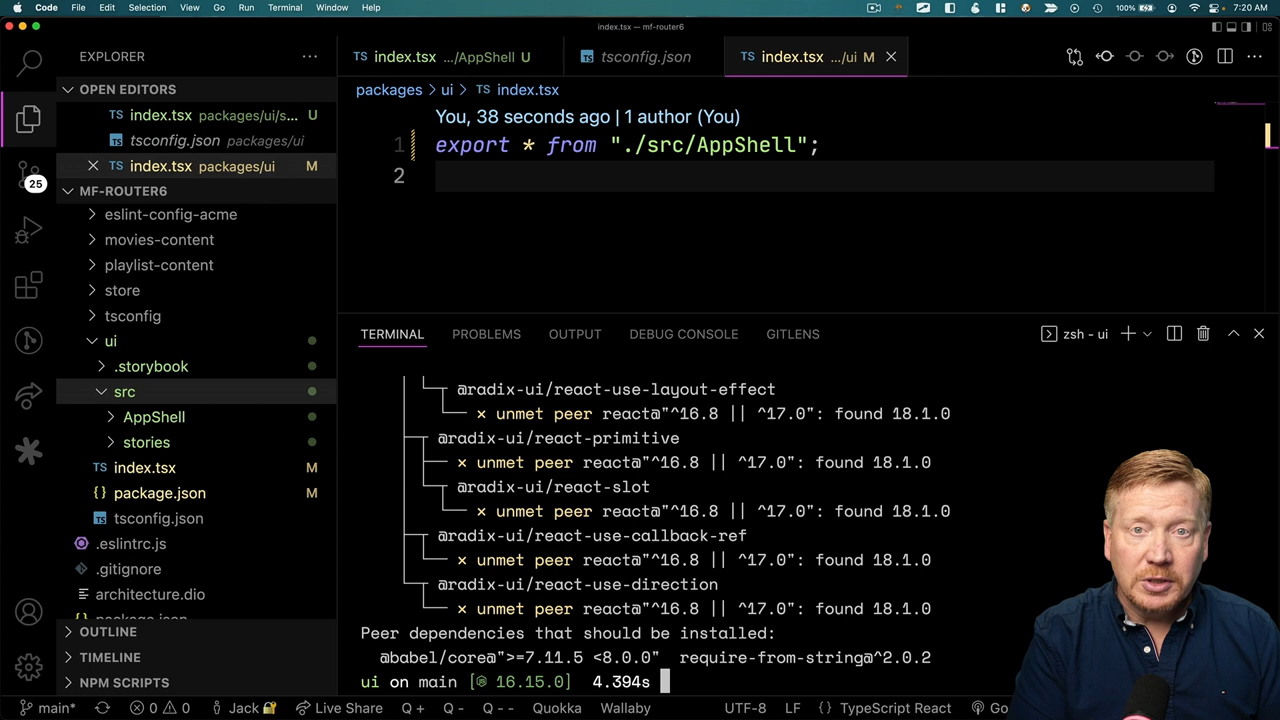 Code File Edit Selection View Go Run Terminal Window Help 100% 7:20 AM
index.tsx — mf-router6
EXPLORER
OPEN EDITORS
TS index.tsx packages/ui/s... U
tsconfig.json packages/ui
TS index.tsx packages/ui M
25
MF-ROUTER6
eslint-config-acme
movies-content
playlist-content
store
tsconfig
ui
.storybook
src
AppShell
stories
TS index.tsx M
{} package.json M
tsconfig.json
.eslintrc.js
.gitignore
architecture.dio
package.json
OUTLINE
TIMELINE
NPM SCRIPTS
TS index.tsx .../AppShell U
TS tsconfig.json
TS index.tsx .../ui M
packages > ui > TS index.tsx
You, 38 seconds ago | 1 author (You)
1 export * from "./src/AppShell";
2
TERMINAL PROBLEMS OUTPUT DEBUG CONSOLE GITLENS zsh - ui
@radix-ui/react-use-layout-effect
× unmet peer react@"^16.8 || ^17.0": found 18.1.0
@radix-ui/react-primitive
× unmet peer react@"^16.8 || ^17.0": found 18.1.0
@radix-ui/react-slot
× unmet peer react@"^16.8 || ^17.0": found 18.1.0
@radix-ui/react-use-callback-ref
× unmet peer react@"^16.8 || ^17.0": found 18.1.0
@radix-ui/react-use-direction
× unmet peer react@"^16.8 || ^17.0": found 18.1.0
Peer dependencies that should be installed:
@babel/core@">=7.11.5 <8.0.0" require-from-string@^2.0.2
ui on main [ 16.15.0] 4.394s
main* 0 0 Jack Live Share Q + Q - Q - - Quokka Wallaby UTF-8 LF {} TypeScript React Go